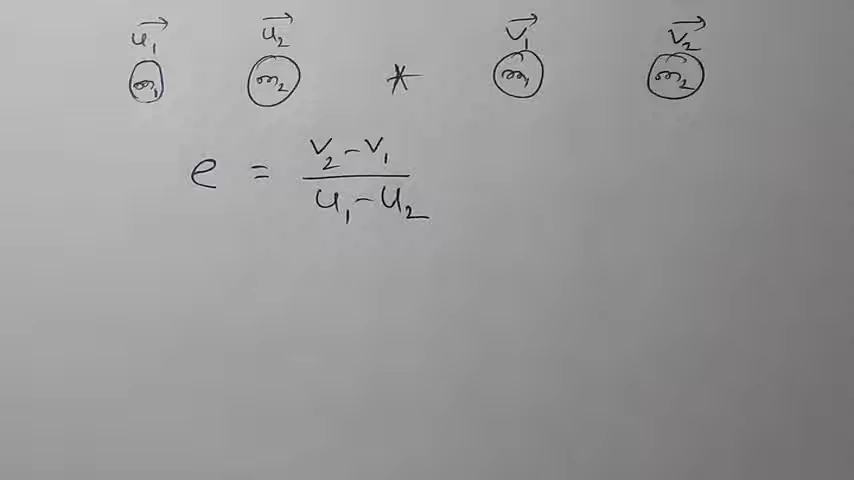 u₁ u₂ v₁ v₂
m₁ m₂ * m₁ m₂
e = (v₂ - v₁) / (u₁ - u₂)